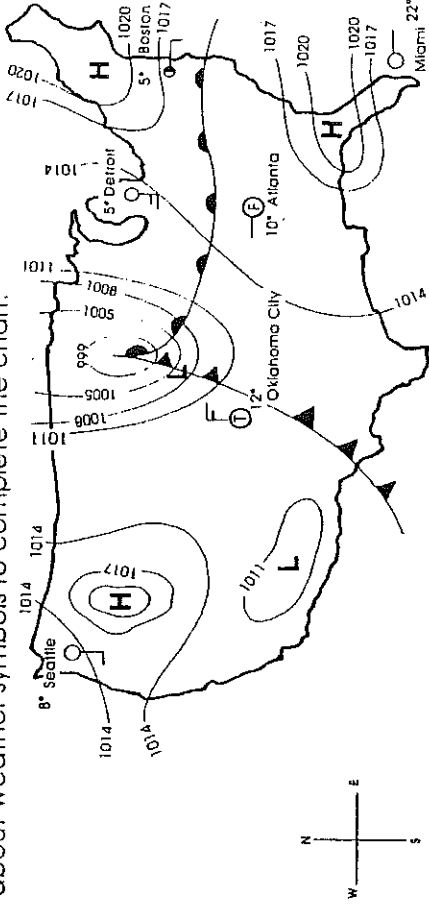 about weather symbols to complete the chart.
1014
1014
8° Seattle
1017
H
1014
1014
1011
L
1011
1008
1005
999
1005
1008
1011
L
F
T
12°
Oklahoma City
5° Detroit
1014
1017
1020
H
1020
1017
5° Boston
F
10° Atlanta
1014
1017
1020
H
1020
1017
Miami 22°
N
W E
S